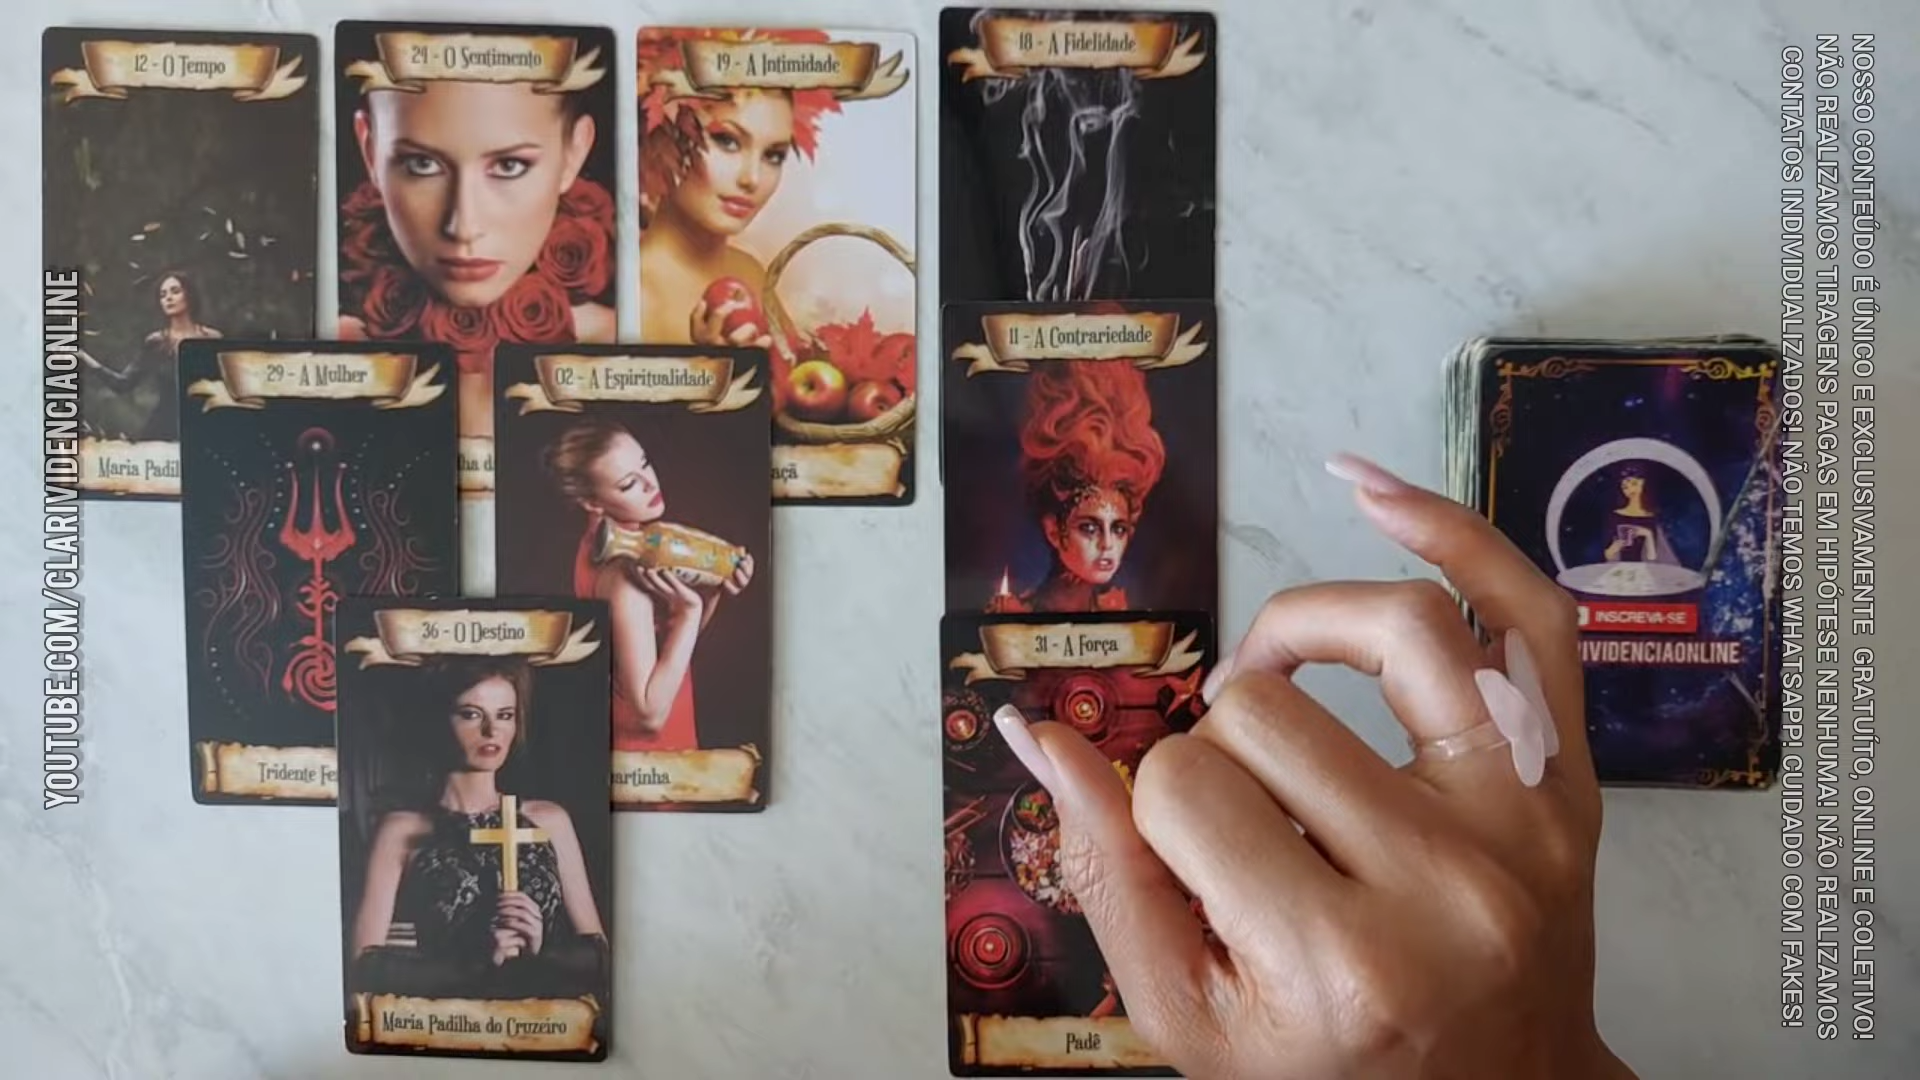 YOUTUBE.COM/CLARIVIDENCIAONLINE
12 - O Tempo
Maria Padil
24 - O Sentimento
lha d
19 - A Intimidade
açã
29 - A Mulher
Tridente Fe
02 - A Espiritualidade
artinha
36 - O Destino
Maria Padilha do Cruzeiro
18 - A Fidelidade
11 - A Contrariedade
31 - A Força
Padê
INSCREVA-SE
IVIDENCIAONLINE
NOSSO CONTEÚDO É ÚNICO E EXCLUSIVAMENTE GRATUÍTO, ONLINE E COLETIVO!
NÃO REALIZAMOS TIRAGENS PAGAS EM HIPÓTESE NENHUMA! NÃO REALIZAMOS
CONTATOS INDIVIDUALIZADOS! NÃO TEMOS WHATSAPP! CUIDADO COM FAKES!